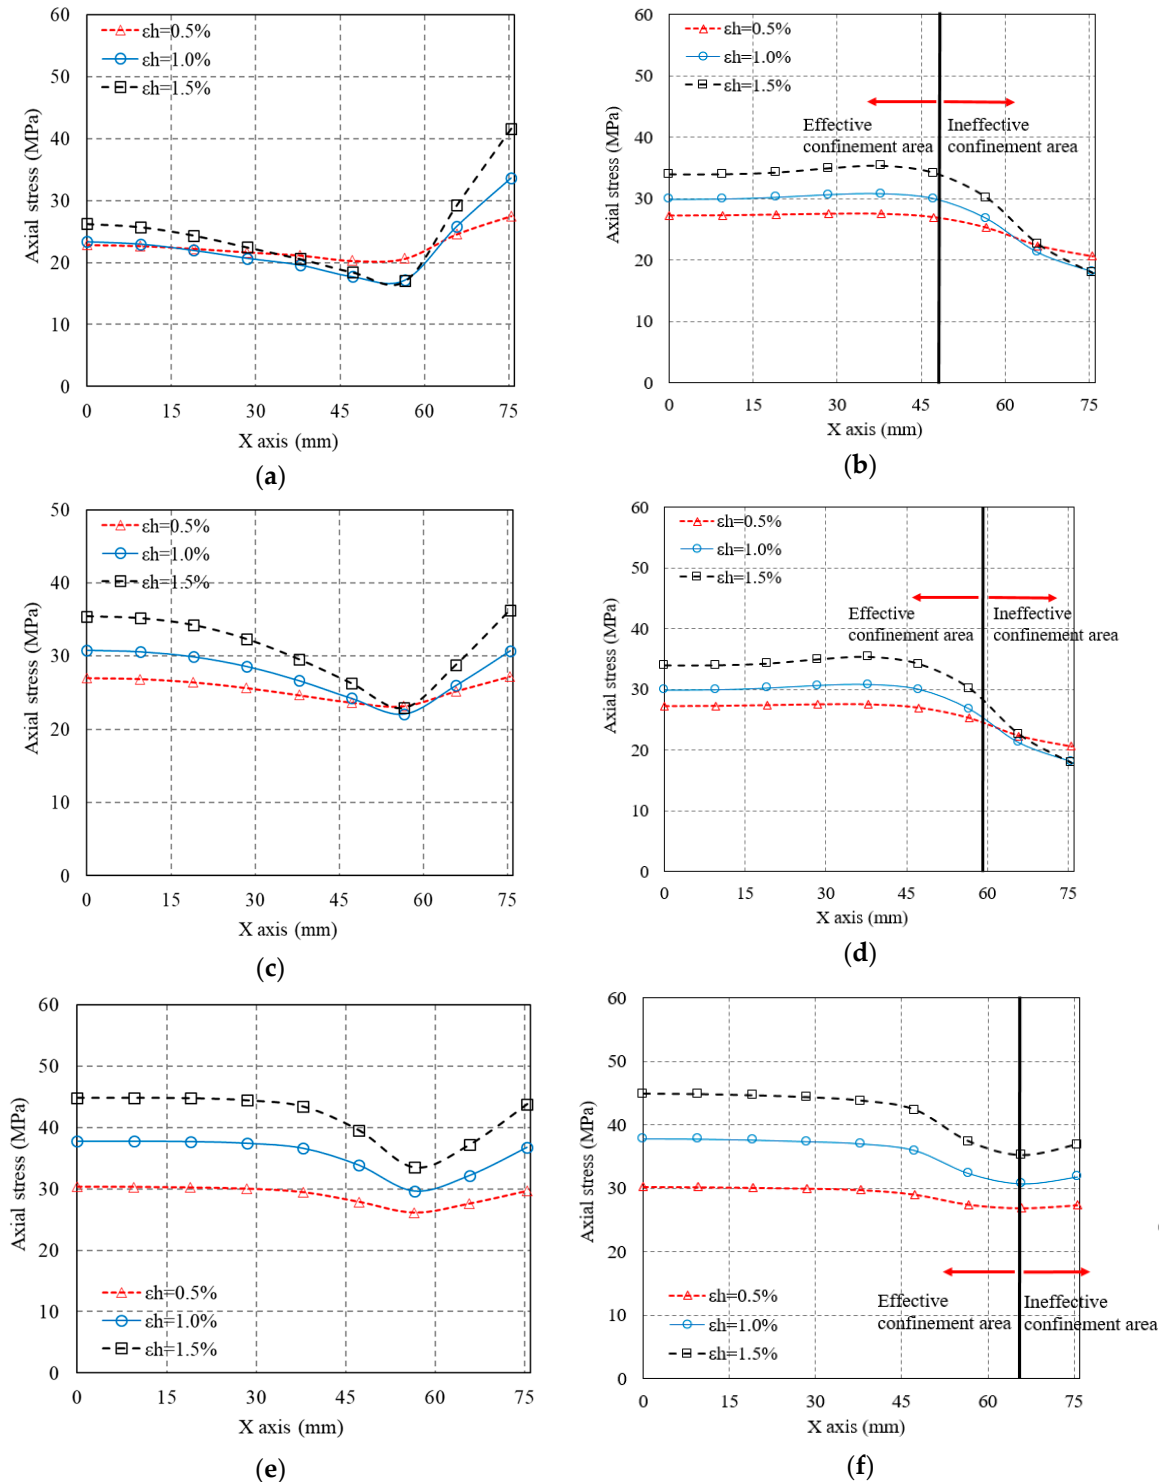 60
50
40
30
20
10
0
Axial stress (MPa)
εh=0.5%
εh=1.0%
εh=1.5%
0 15 30 45 60 75
X axis (mm)
(a)
60
50
40
30
20
10
0
Axial stress (MPa)
εh=0.5%
εh=1.0%
εh=1.5%
Effective
confinement area
Ineffective
confinement area
0 15 30 45 60 75
X axis (mm)
(b)
50
40
30
20
10
0
Axial stress (MPa)
εh=0.5%
εh=1.0%
εh=1.5%
0 15 30 45 60 75
X axis (mm)
(c)
60
50
40
30
20
10
0
Axial stress (MPa)
εh=0.5%
εh=1.0%
εh=1.5%
Effective
confinement area
Ineffective
confinement area
0 15 30 45 60 75
X axis (mm)
(d)
60
50
40
30
20
10
0
Axial stress (MPa)
εh=0.5%
εh=1.0%
εh=1.5%
0 15 30 45 60 75
X axis (mm)
(e)
60
50
40
30
20
10
0
Axial stress (MPa)
εh=0.5%
εh=1.0%
εh=1.5%
Effective
confinement area
Ineffective
confinement area
0 15 30 45 60 75
X axis (mm)
(f)